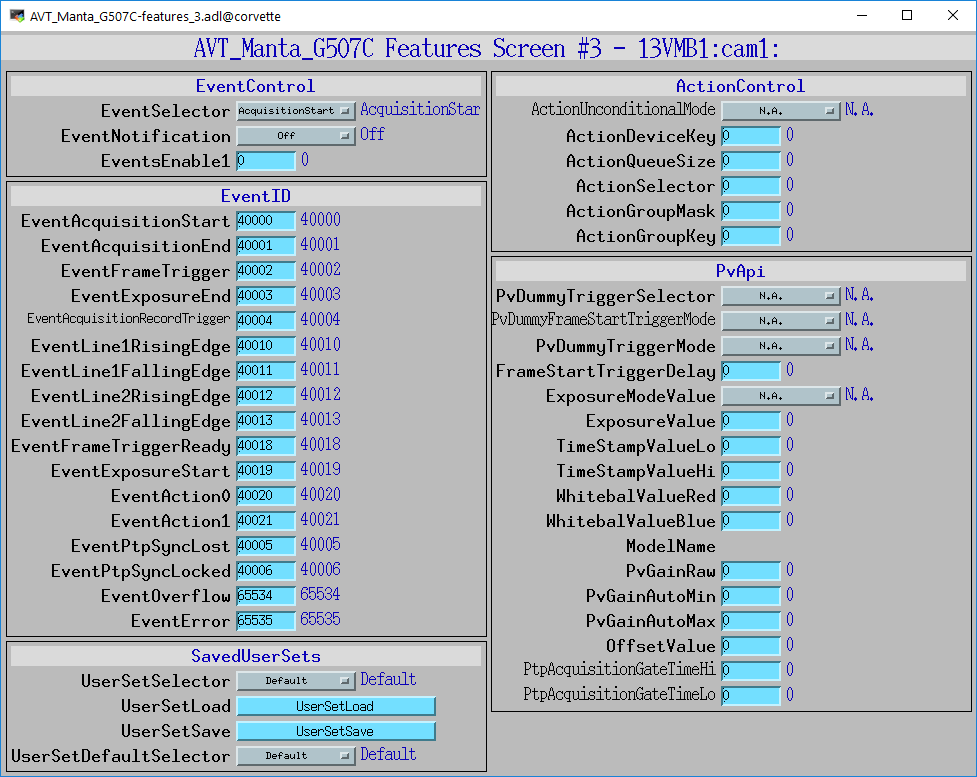 AVT_Manta_G507C-features_3.adl@corvette
AVT_Manta_G507C Features Screen #3 - 13VMB1:cam1:
EventControl
EventSelector AcquisitionStart AcquisitionStar
EventNotification Off Off
EventsEnable1 0 0
EventID
EventAcquisitionStart 40000 40000
EventAcquisitionEnd 40001 40001
EventFrameTrigger 40002 40002
EventExposureEnd 40003 40003
EventAcquisitionRecordTrigger 40004 40004
EventLine1RisingEdge 40010 40010
EventLine1FallingEdge 40011 40011
EventLine2RisingEdge 40012 40012
EventLine2FallingEdge 40013 40013
EventFrameTriggerReady 40018 40018
EventExposureStart 40019 40019
EventAction0 40020 40020
EventAction1 40021 40021
EventPtpSyncLost 40005 40005
EventPtpSyncLocked 40006 40006
EventOverflow 65534 65534
EventError 65535 65535
SavedUserSets
UserSetSelector Default Default
UserSetLoad UserSetLoad
UserSetSave UserSetSave
UserSetDefaultSelector Default Default
ActionControl
ActionUnconditionalMode N.A. N.A.
ActionDeviceKey 0 0
ActionQueueSize 0 0
ActionSelector 0 0
ActionGroupMask 0 0
ActionGroupKey 0 0
PvApi
PvDummyTriggerSelector N.A. N.A.
PvDummyFrameStartTriggerMode N.A. N.A.
PvDummyTriggerMode N.A. N.A.
FrameStartTriggerDelay 0 0
ExposureModeValue N.A. N.A.
ExposureValue 0 0
TimeStampValueLo 0 0
TimeStampValueHi 0 0
WhitebalValueRed 0 0
WhitebalValueBlue 0 0
ModelName
PvGainRaw 0 0
PvGainAutoMin 0 0
PvGainAutoMax 0 0
OffsetValue 0 0
PtpAcquisitionGateTimeHi 0 0
PtpAcquisitionGateTimeLo 0 0